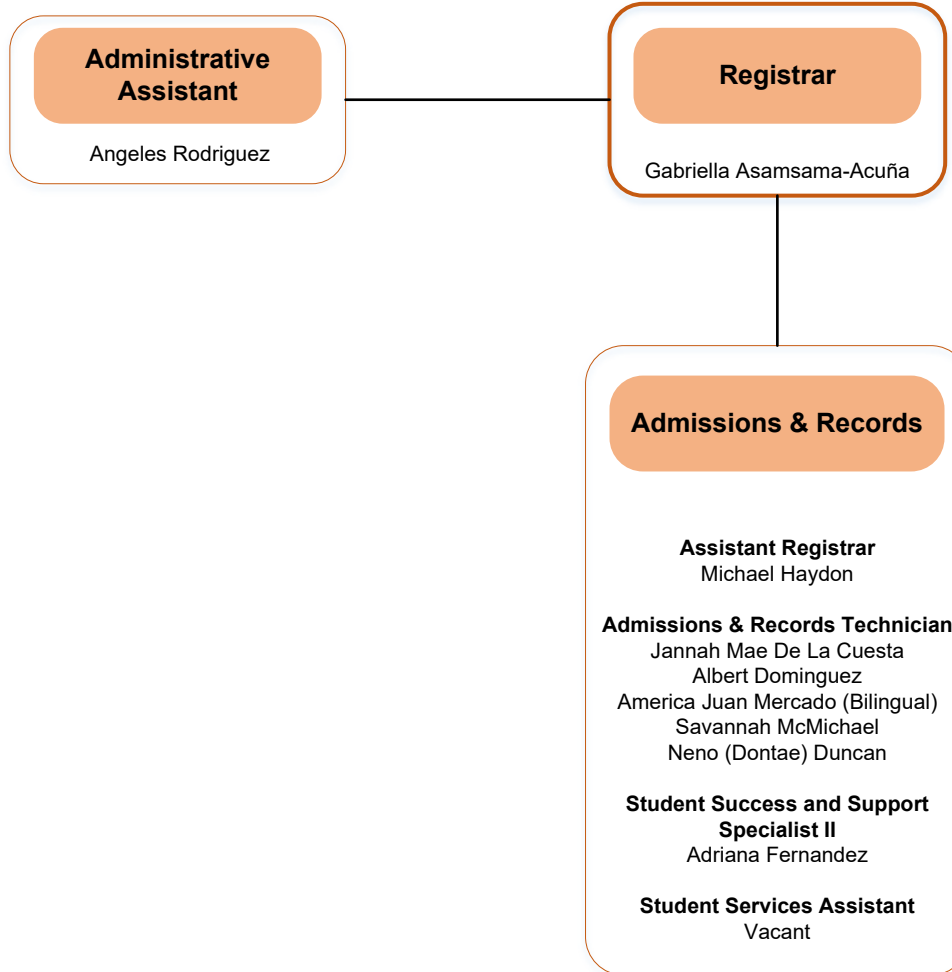 Administrative
Assistant
Angeles Rodriguez
Registrar
Gabriella Asamsama-Acuña
Admissions & Records
Assistant Registrar
Michael Haydon
Admissions & Records Technician
Jannah Mae De La Cuesta
Albert Dominguez
America Juan Mercado (Bilingual)
Savannah McMichael
Neno (Dontae) Duncan
Student Success and Support
Specialist II
Adriana Fernandez
Student Services Assistant
Vacant